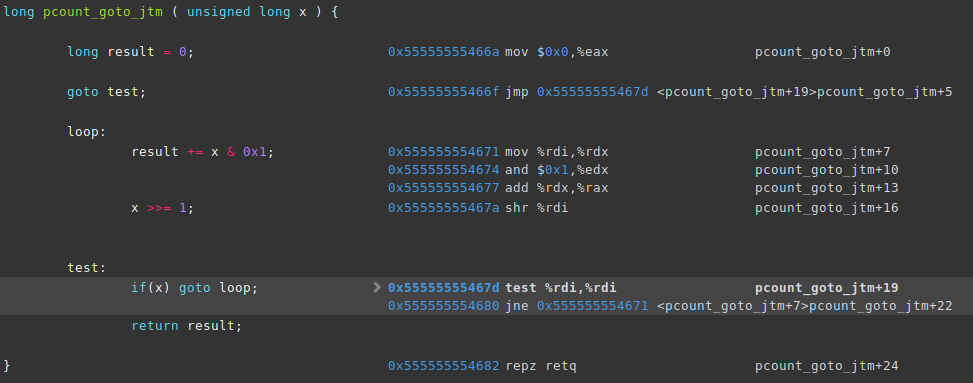 long pcount_goto_jtm ( unsigned long x ) {
long result = 0; 0x55555555466a mov $0x0,%eax pcount_goto_jtm+0
goto test; 0x55555555466f jmp 0x55555555467d <pcount_goto_jtm+19>pcount_goto_jtm+5
loop:
result += x & 0x1; 0x555555554671 mov %rdi,%rdx pcount_goto_jtm+7
0x555555554674 and $0x1,%edx pcount_goto_jtm+10
0x555555554677 add %rdx,%rax pcount_goto_jtm+13
x >>= 1; 0x55555555467a shr %rdi pcount_goto_jtm+16
test:
if(x) goto loop; > 0x55555555467d test %rdi,%rdi pcount_goto_jtm+19
0x555555554680 jne 0x555555554671 <pcount_goto_jtm+7>pcount_goto_jtm+22
return result;
} 0x555555554682 repz retq pcount_goto_jtm+24